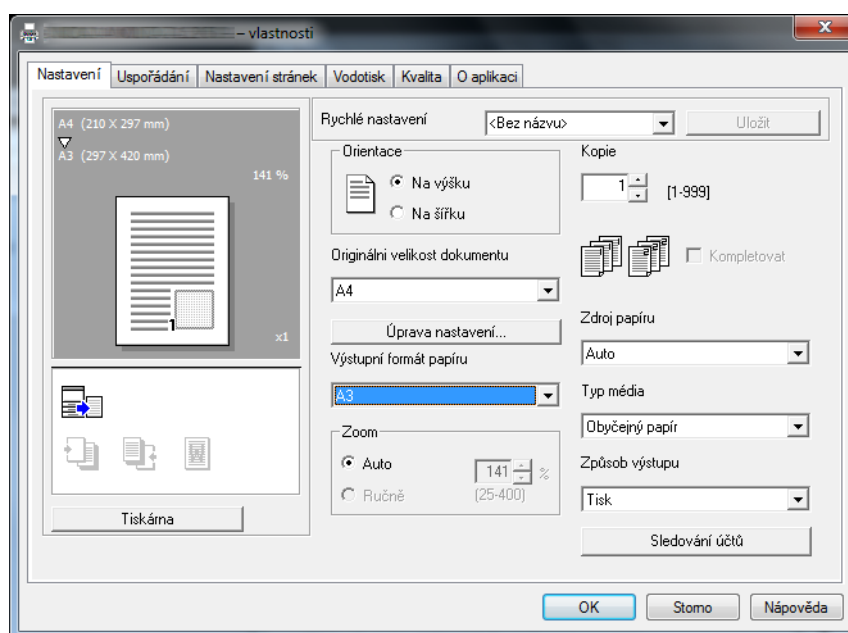 – vlastnosti
Nastavení Uspořádání Nastavení stránek Vodotisk Kvalita O aplikaci
A4 (210 X 297 mm)
A3 (297 X 420 mm)
141 %
1
x1
Tiskárna
Rychlé nastavení <Bez názvu> Uložit
Orientace
Na výšku
Na šířku
Originálni velikost dokumentu
A4
Úprava nastavení...
Výstupní formát papíru
A3
Zoom
Auto
Ručně
141 %
(25-400)
Kopie
1 [1-999]
Kompletovat
Zdroj papíru
Auto
Typ média
Obyčejný papír
Způsob výstupu
Tisk
Sledování účtů
OK Storno Nápověda